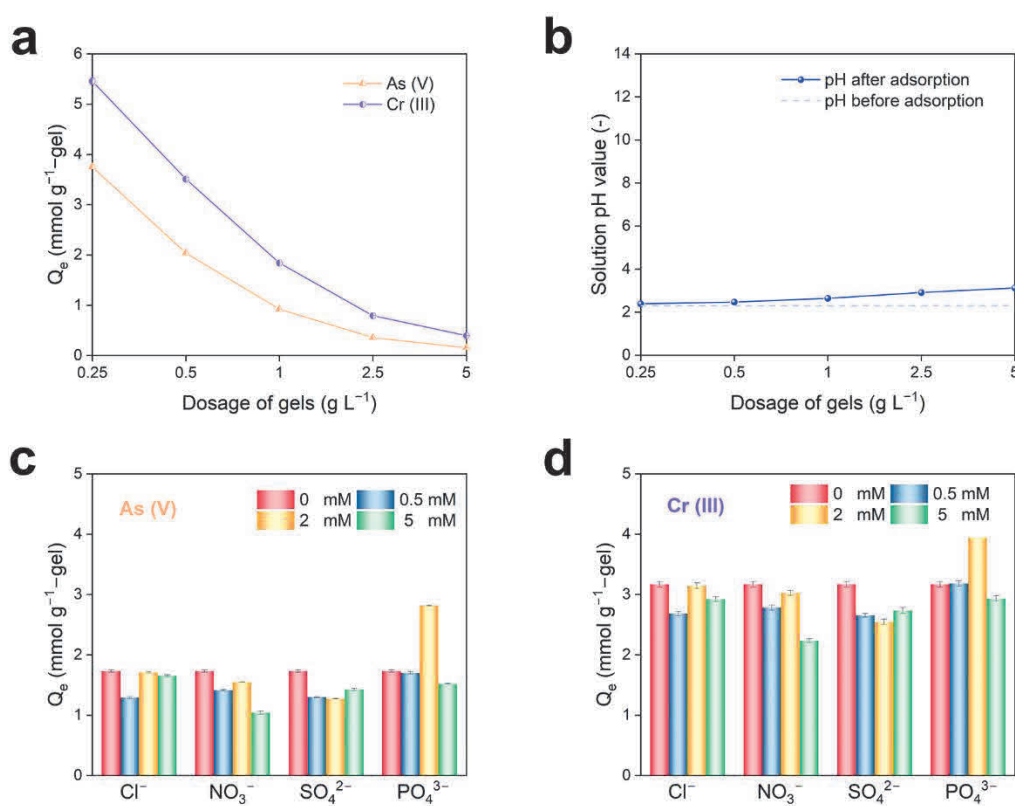 a
6
5
4
3
2
1
0
Qₑ (mmol g⁻¹–gel)
As (V)
Cr (III)
0.25 0.5 1 2.5 5
Dosage of gels (g L⁻¹)
b
14
12
10
8
6
4
2
0
Solution pH value (-)
pH after adsorption
pH before adsorption
0.25 0.5 1 2.5 5
Dosage of gels (g L⁻¹)
c
5
4
3
2
1
0
Qₑ (mmol g⁻¹–gel)
As (V)
0 mM 0.5 mM
2 mM 5 mM
Cl⁻ NO₃⁻ SO₄²⁻ PO₄³⁻
d
5
4
3
2
1
0
Qₑ (mmol g⁻¹–gel)
Cr (III)
0 mM 0.5 mM
2 mM 5 mM
Cl⁻ NO₃⁻ SO₄²⁻ PO₄³⁻